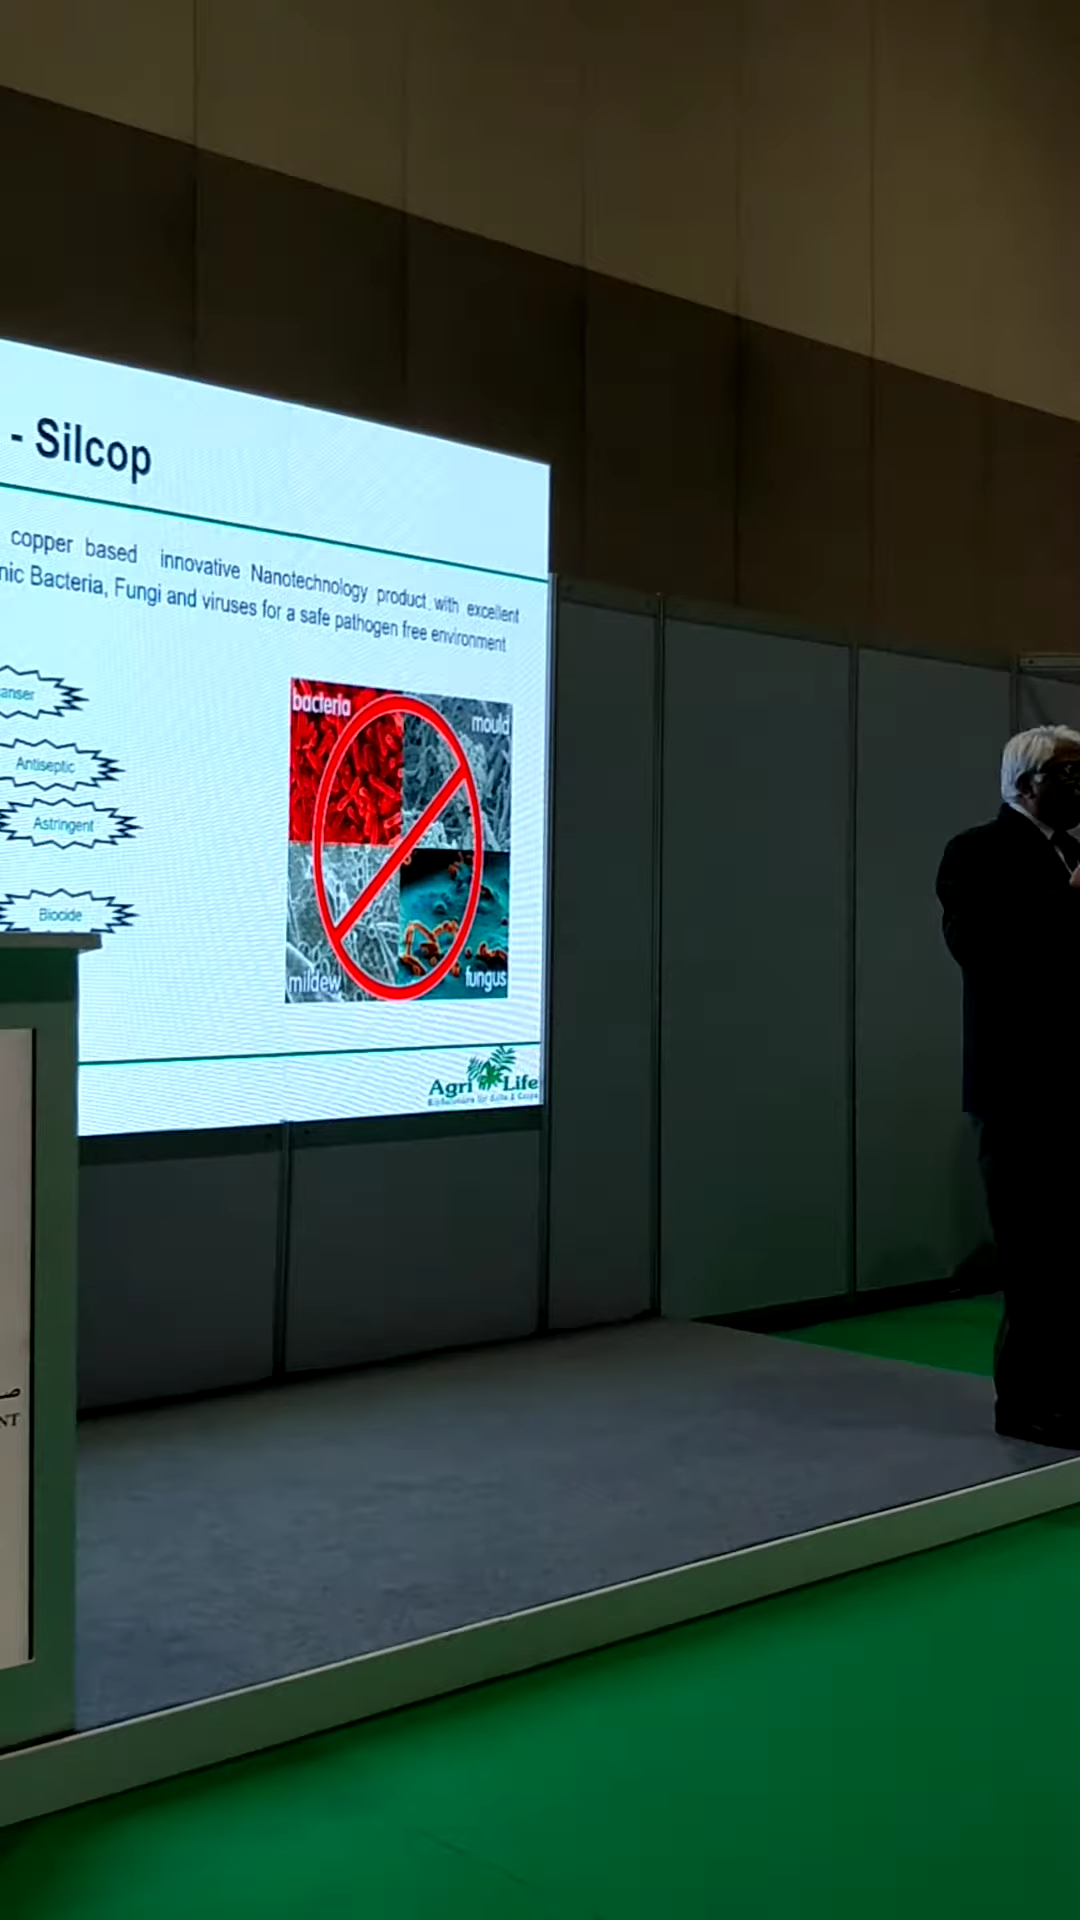 - Silcop
copper based innovative Nanotechnology product with excellent
nic Bacteria, Fungi and viruses for a safe pathogen free environment
anser
Antiseptic
Astringent
Biocide
bacteria
mould
mildew
fungus
Agri Life
NT